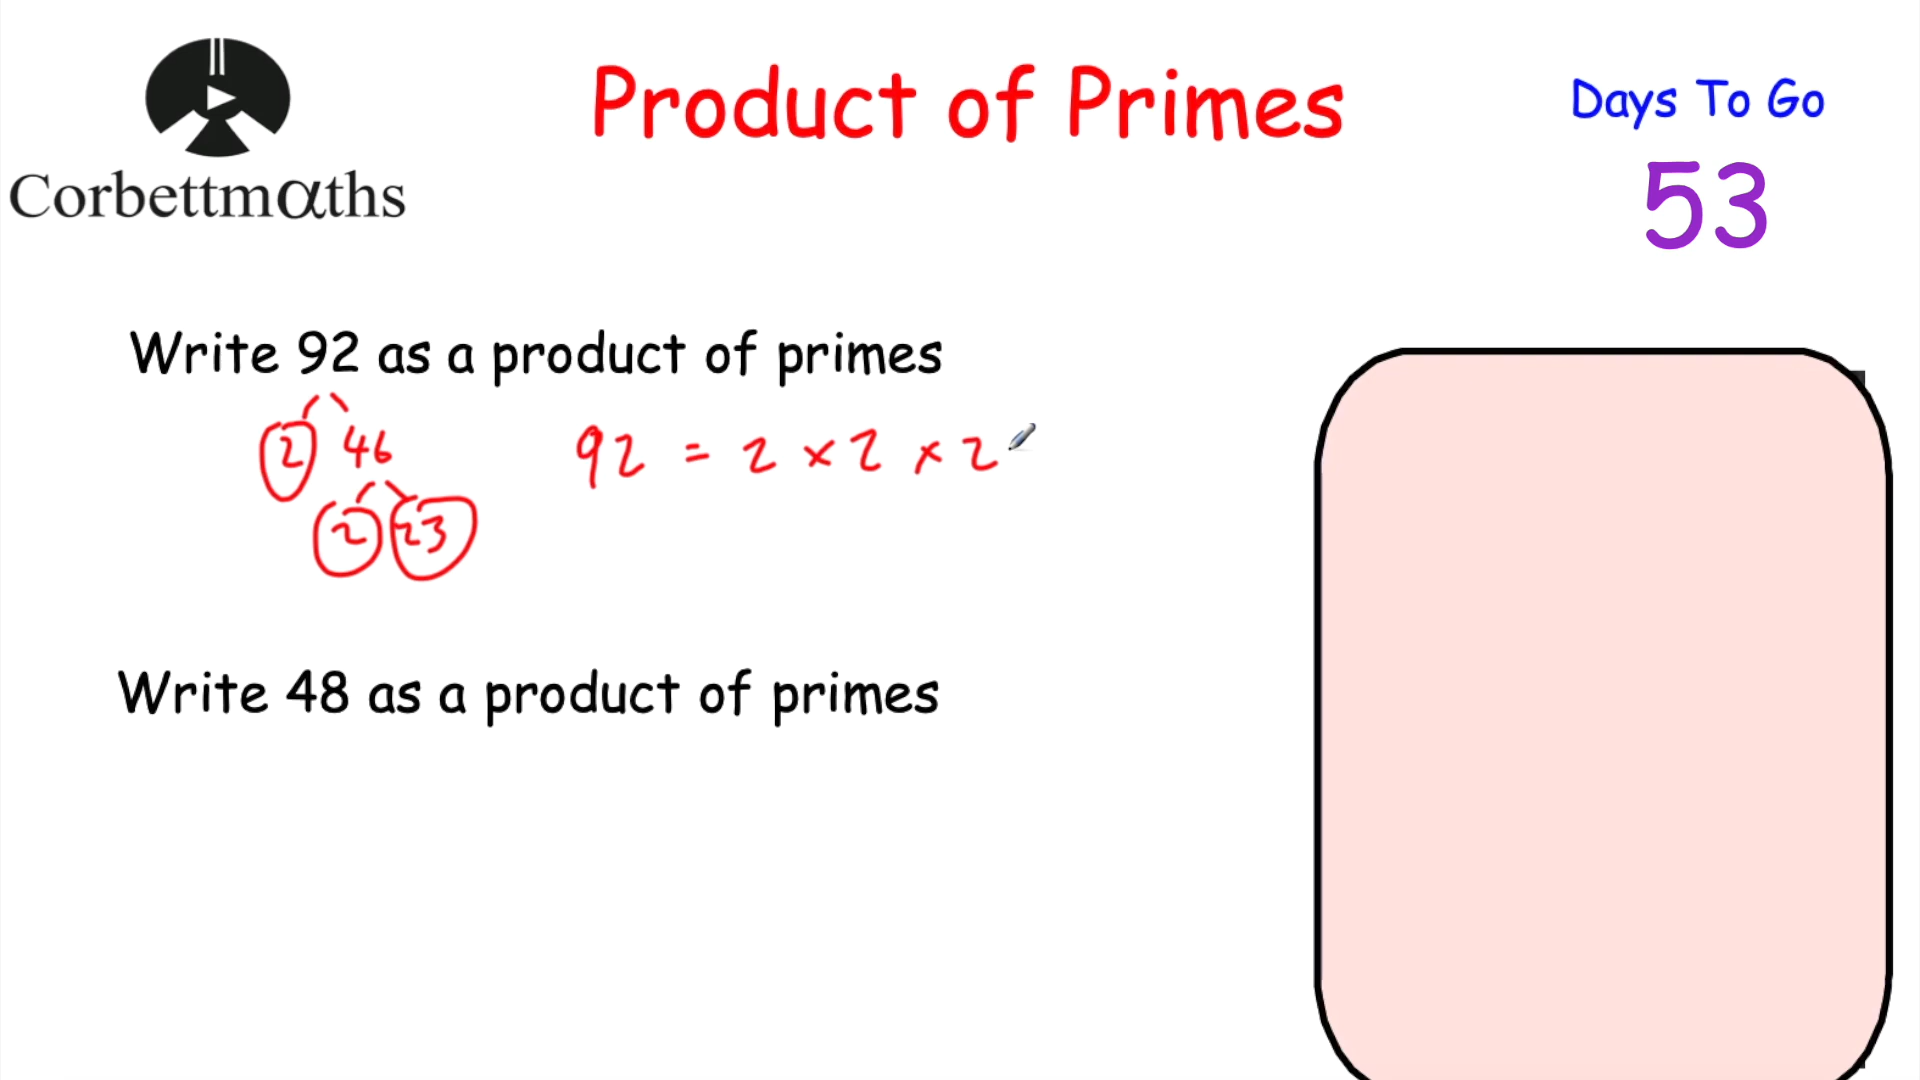 Product of Primes
Days To Go
53
Corbettmαths
Write 92 as a product of primes
2 46
92 = 2 × 2 × 2
2 23
Write 48 as a product of primes